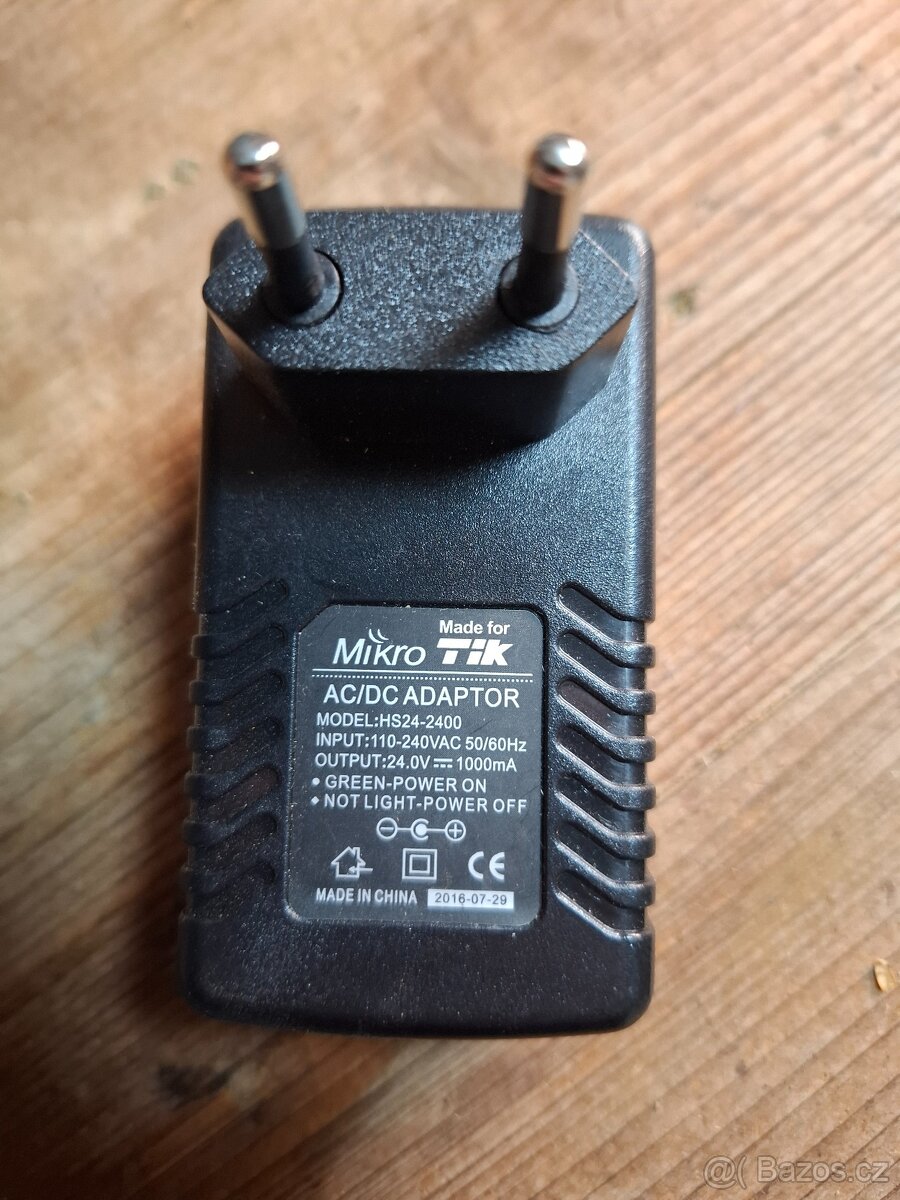 Made for
Mikro Tik
AC/DC ADAPTOR
MODEL:HS24-2400
INPUT:110-240VAC 50/60Hz
OUTPUT:24.0V⎓1000mA
• GREEN-POWER ON
• NOT LIGHT-POWER OFF
CE
MADE IN CHINA 2016-07-29
@( Bazos.cz